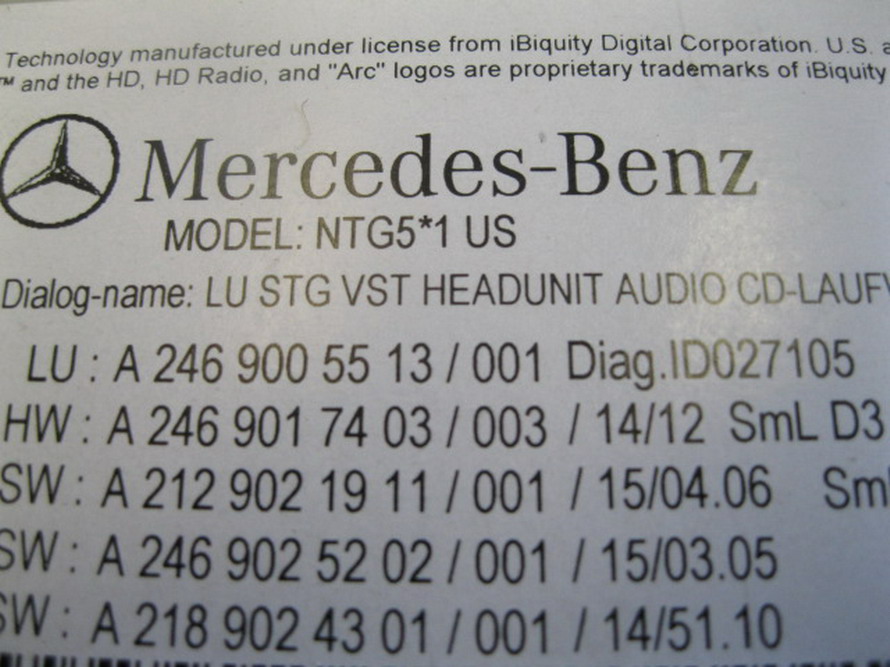 Technology manufactured under license from iBiquity Digital Corporation. U.S.
™ and the HD, HD Radio, and "Arc" logos are proprietary trademarks of iBiquity
Mercedes-Benz
MODEL: NTG5*1 US
Dialog-name: LU STG VST HEADUNIT AUDIO CD-LAUFW
LU : A 246 900 55 13 / 001 Diag.ID027105
HW : A 246 901 74 03 / 003 / 14/12 SmL D3
SW : A 212 902 19 11 / 001 / 15/04.06 Sml
SW : A 246 902 52 02 / 001 / 15/03.05
SW : A 218 902 43 01 / 001 / 14/51.10